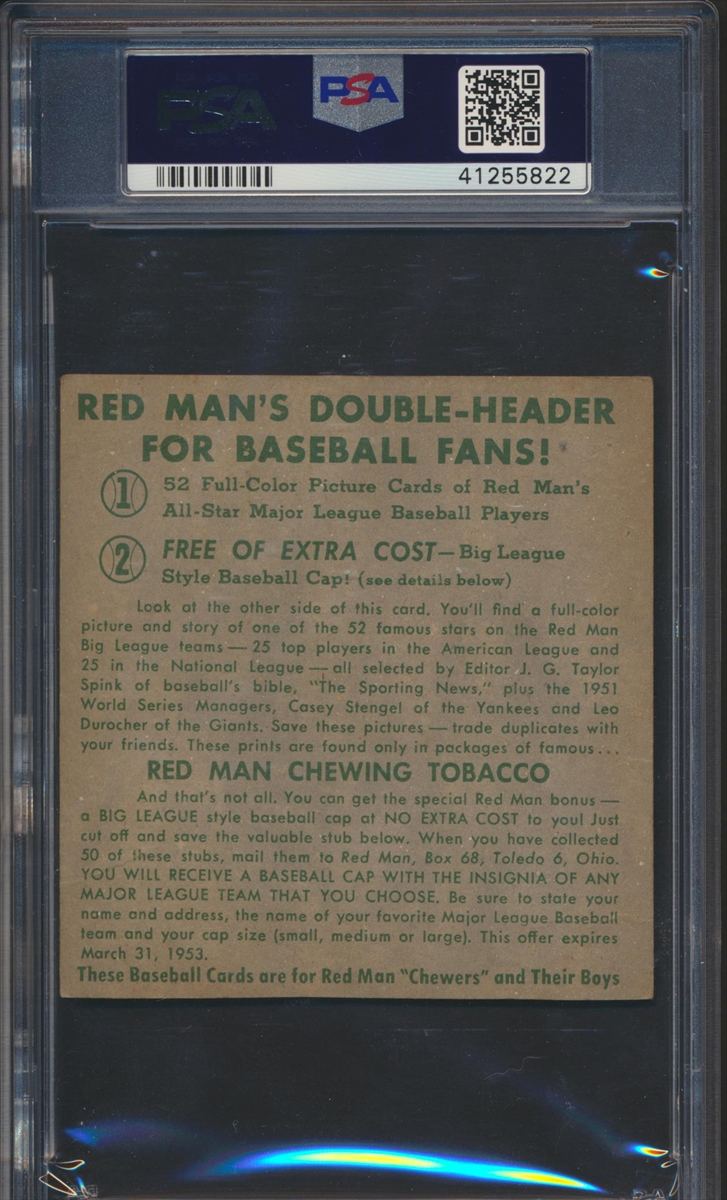 PSA
PSA
41255822
RED MAN'S DOUBLE-HEADER
FOR BASEBALL FANS!
1 52 Full-Color Picture Cards of Red Man's
All-Star Major League Baseball Players
2 FREE OF EXTRA COST—Big League
Style Baseball Cap! (see details below)
Look at the other side of this card. You'll find a full-color
picture and story of one of the 52 famous stars on the Red Man
Big League teams — 25 top players in the American League and
25 in the National League — all selected by Editor J. G. Taylor
Spink of baseball's bible, "The Sporting News," plus the 1951
World Series Managers, Casey Stengel of the Yankees and Leo
Durocher of the Giants. Save these pictures — trade duplicates with
your friends. These prints are found only in packages of famous...
RED MAN CHEWING TOBACCO
And that's not all. You can get the special Red Man bonus —
a BIG LEAGUE style baseball cap at NO EXTRA COST to you! Just
cut off and save the valuable stub below. When you have collected
50 of these stubs, mail them to Red Man, Box 68, Toledo 6, Ohio.
YOU WILL RECEIVE A BASEBALL CAP WITH THE INSIGNIA OF ANY
MAJOR LEAGUE TEAM THAT YOU CHOOSE. Be sure to state your
name and address, the name of your favorite Major League Baseball
team and your cap size (small, medium or large). This offer expires
March 31, 1953.
These Baseball Cards are for Red Man "Chewers" and Their Boys